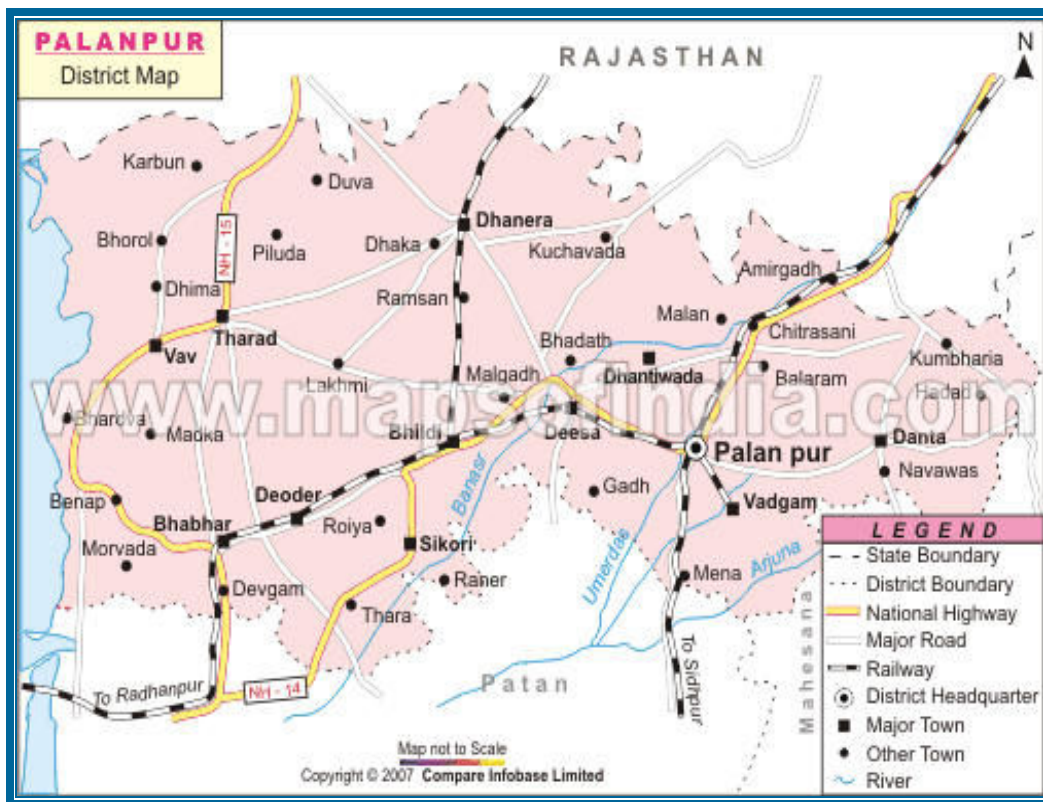 PALANPUR
District Map
RAJASTHAN
N
Karbun
Duva
Dhanera
Bhorol
Piluda
Dhaka
Kuchavada
NH - 15
Amirgadh
Dhima
Ramsan
Malan
Chitrasani
Tharad
Bhadath
Vav
Kumbharia
Lakhmi
Malgadh
Dhantiwada
Balaram
Hadad
www.mapsofindia.com
Bhardva
Madka
Bhildi
Deesa
Danta
Palan pur
Navawas
Banasr
Gadh
Benap
Deoder
Vadgam
Bhabhar
Roiya
Sikori
Umerdas
Arjuna
Morvada
Raner
Mena
Devgam
Thara
To Radhanpur
NH - 14
Patan
To Sidhpur
Mahesana
LEGEND
State Boundary
District Boundary
National Highway
Major Road
Railway
District Headquarter
Major Town
Other Town
River
Map not to Scale
Copyright © 2007 Compare Infobase Limited